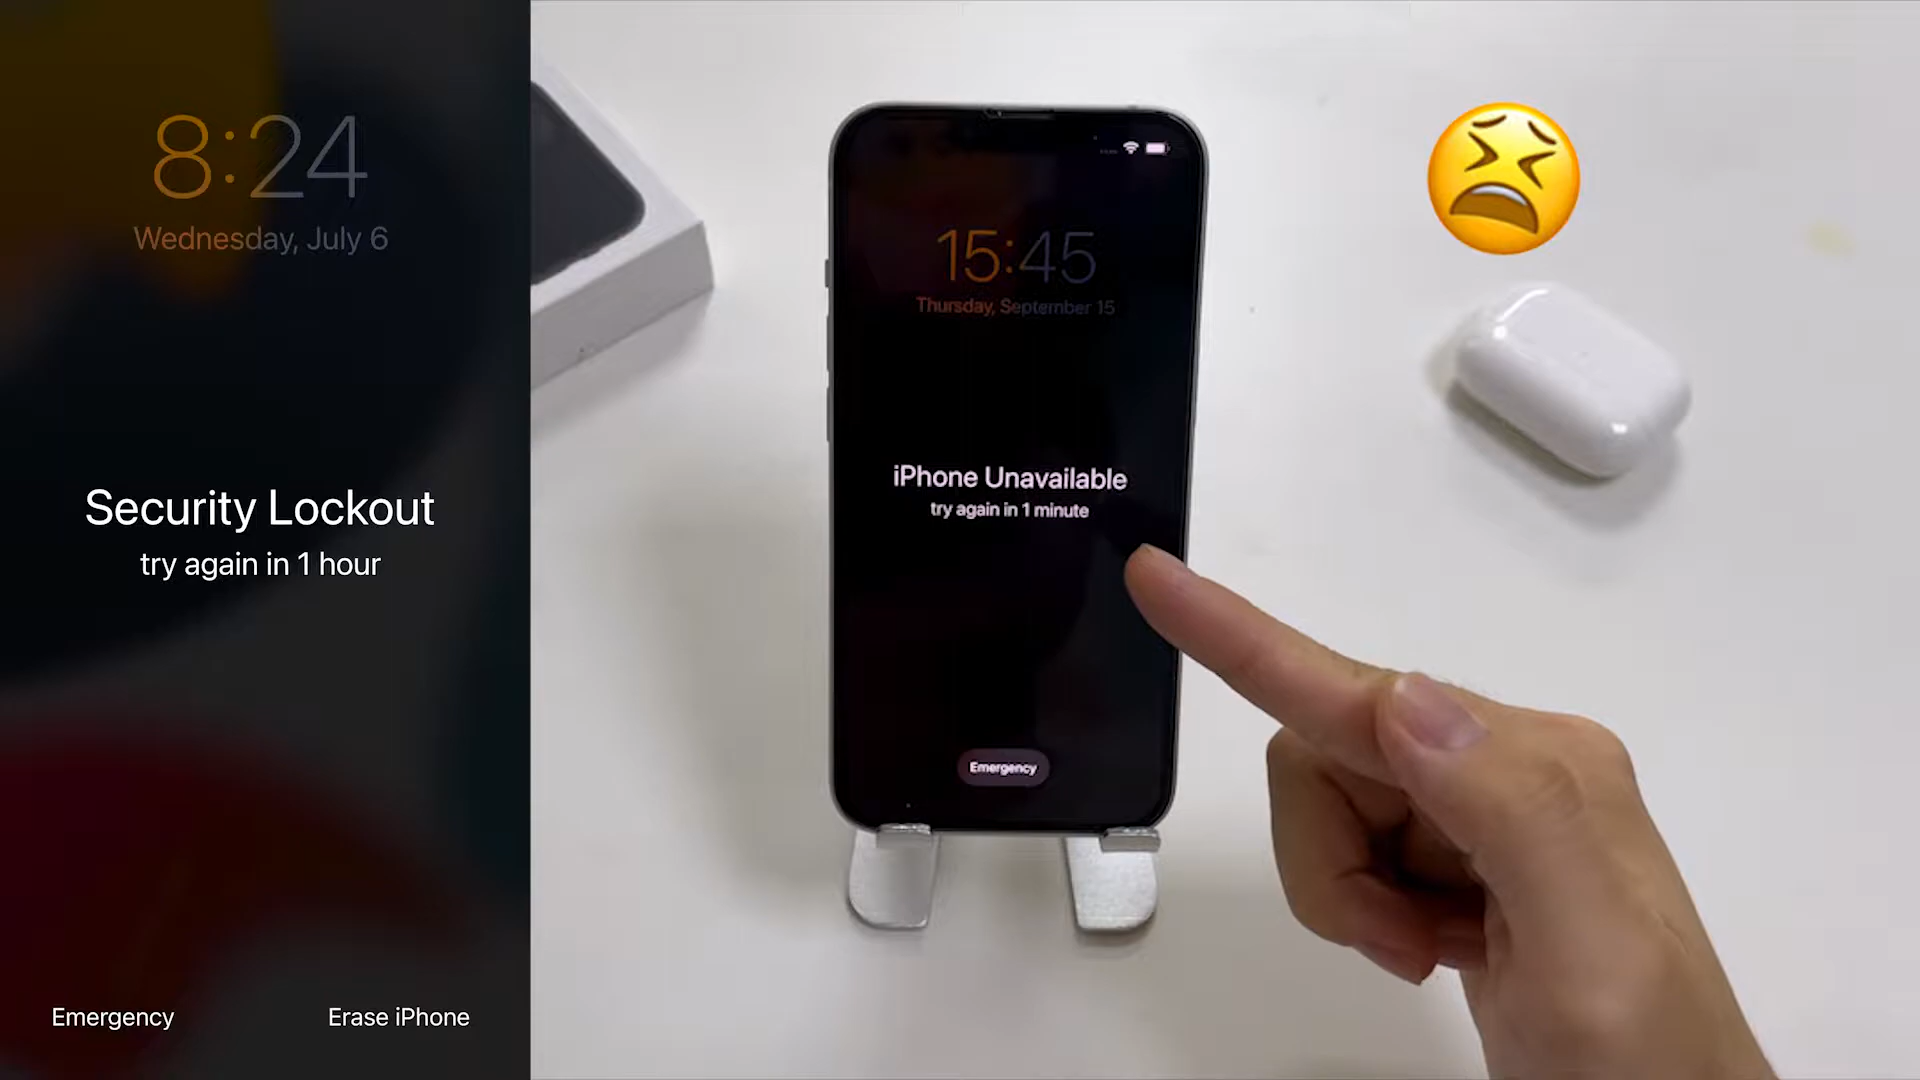 8:24
Wednesday, July 6
Security Lockout
try again in 1 hour
Emergency
Erase iPhone
15:45
Thursday, September 15
iPhone Unavailable
try again in 1 minute
Emergency